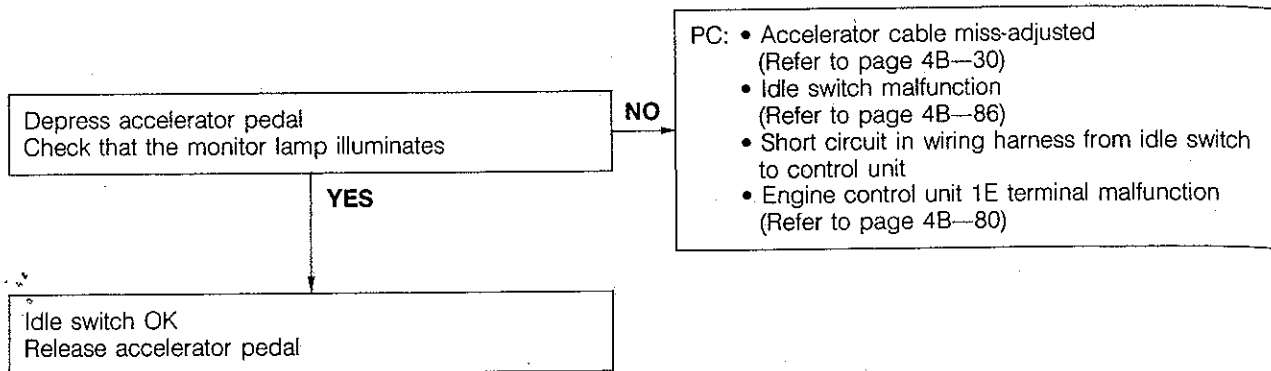 Depress accelerator pedal
Check that the monitor lamp illuminates
NO
PC: • Accelerator cable miss-adjusted
(Refer to page 4B—30)
• Idle switch malfunction
(Refer to page 4B—86)
• Short circuit in wiring harness from idle switch
to control unit
• Engine control unit 1E terminal malfunction
(Refer to page 4B—80)
YES
Idle switch OK
Release accelerator pedal